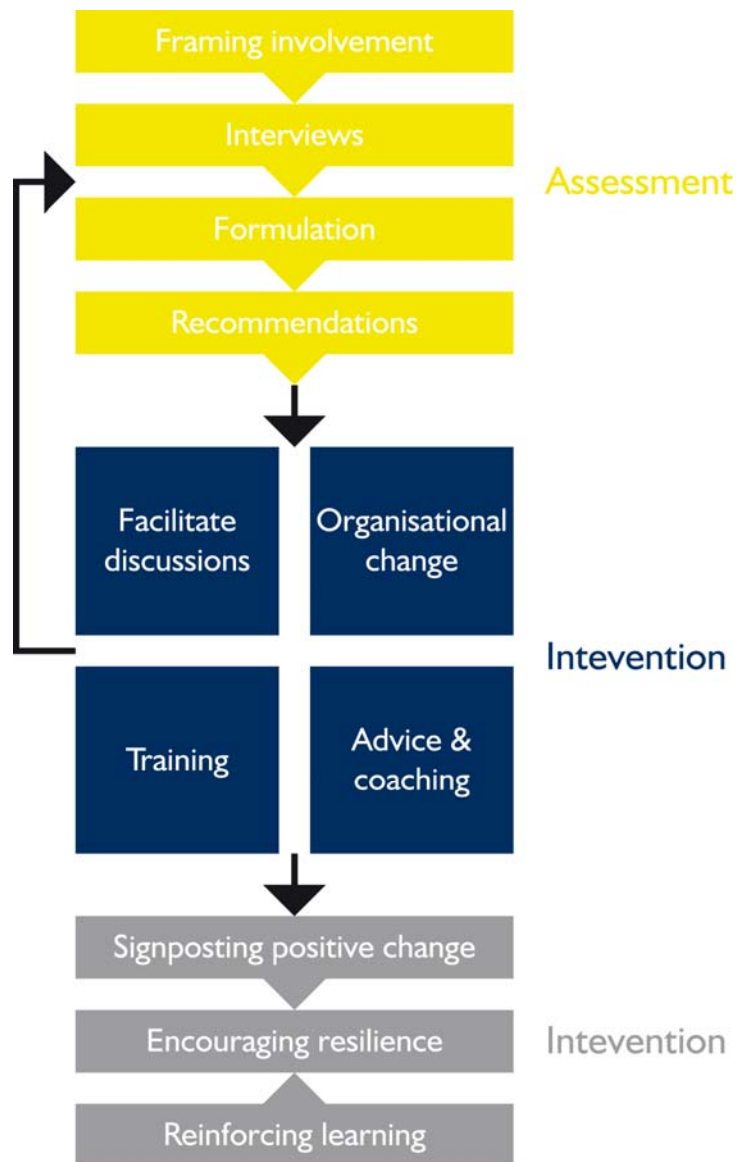 Framing involvement
Interviews
Assessment
Formulation
Recommendations
Facilitate
discussions
Organisational
change
Intevention
Training
Advice &
coaching
Signposting positive change
Encouraging resilience
Intevention
Reinforcing learning